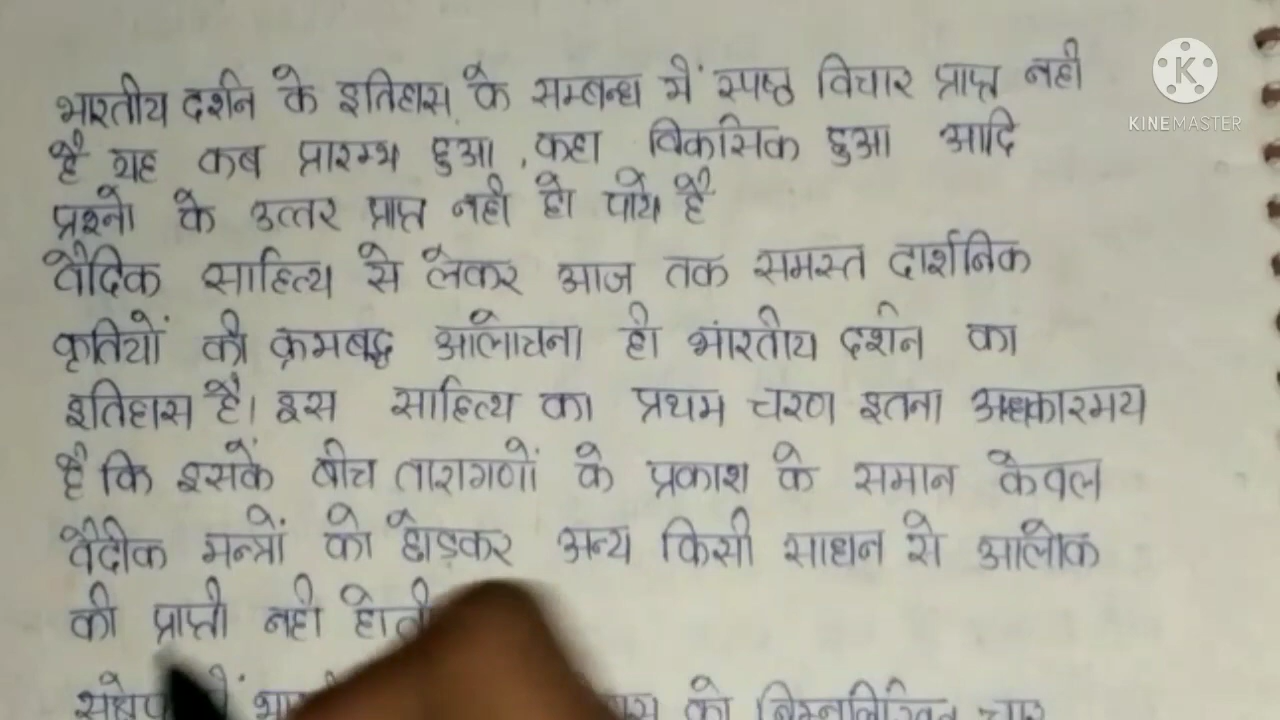 भारतीय दर्शन के इतिहास के सम्बन्ध में स्पष्ठ विचार प्राप्त नही
है यह कब प्रारम्भ हुआ , कहा विकसिक हुआ आदि
प्रश्नो के उत्तर प्राप्त नही हो पाये है
वैदिक साहित्य से लेकर आज तक समस्त दार्शनिक
कृतियों की क्रमबद्ध आलोचना ही भारतीय दर्शन का
इतिहास है। इस साहित्य का प्रथम चरण इतना अधकारमय
है कि इसके बीच तारागणों के प्रकाश के समान केवल
वैदीक मन्त्रों को छोड़कर अन्य किसी साधन से आलोक
की प्राप्ती नही होती
को निम्नलिखित चार
K
KINEMASTER